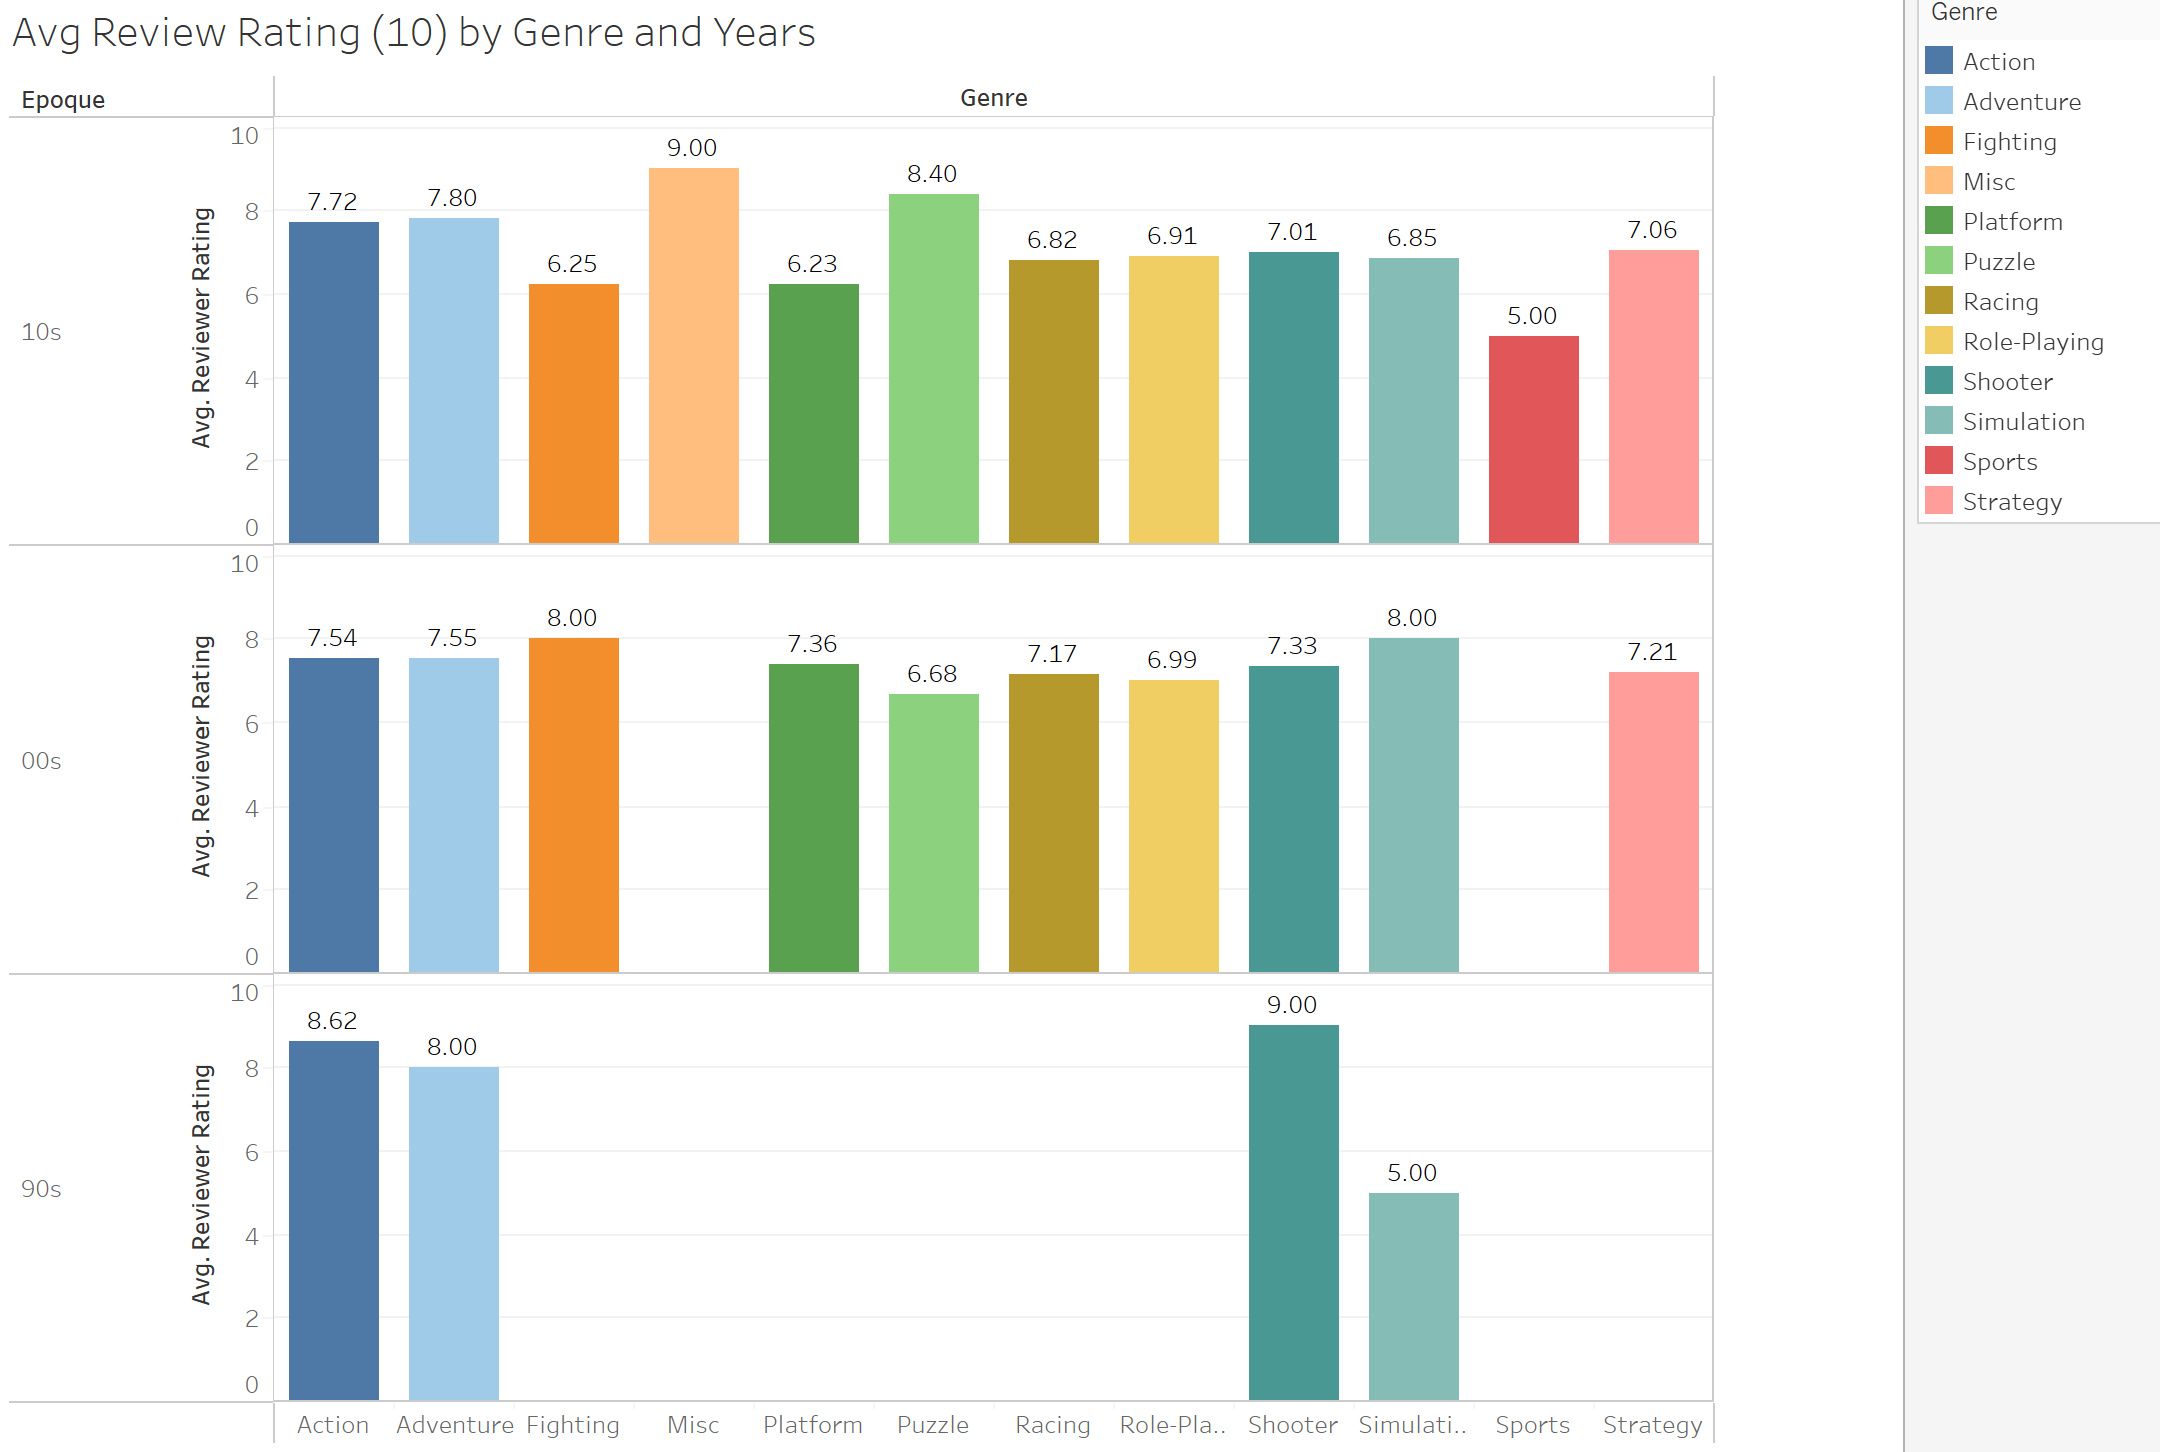 Avg Review Rating (10) by Genre and Years
Epoque
Genre
10s
Avg. Reviewer Rating
10
8
6
4
2
0
7.72
7.80
6.25
9.00
6.23
8.40
6.82
6.91
7.01
6.85
5.00
7.06
00s
Avg. Reviewer Rating
10
8
6
4
2
0
7.54
7.55
8.00
7.36
6.68
7.17
6.99
7.33
8.00
7.21
90s
Avg. Reviewer Rating
10
8
6
4
2
0
8.62
8.00
9.00
5.00
Action
Adventure
Fighting
Misc
Platform
Puzzle
Racing
Role-Pla..
Shooter
Simulati..
Sports
Strategy
Genre
Action
Adventure
Fighting
Misc
Platform
Puzzle
Racing
Role-Playing
Shooter
Simulation
Sports
Strategy